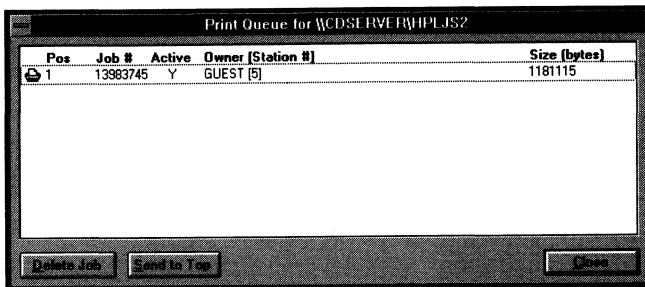 Print Queue for \\CDSERVER\HPLJS2
Pos Job # Active Owner [Station #] Size (bytes)
1 13983745 Y GUEST [5] 1181115
Delete Job Send to Top Close